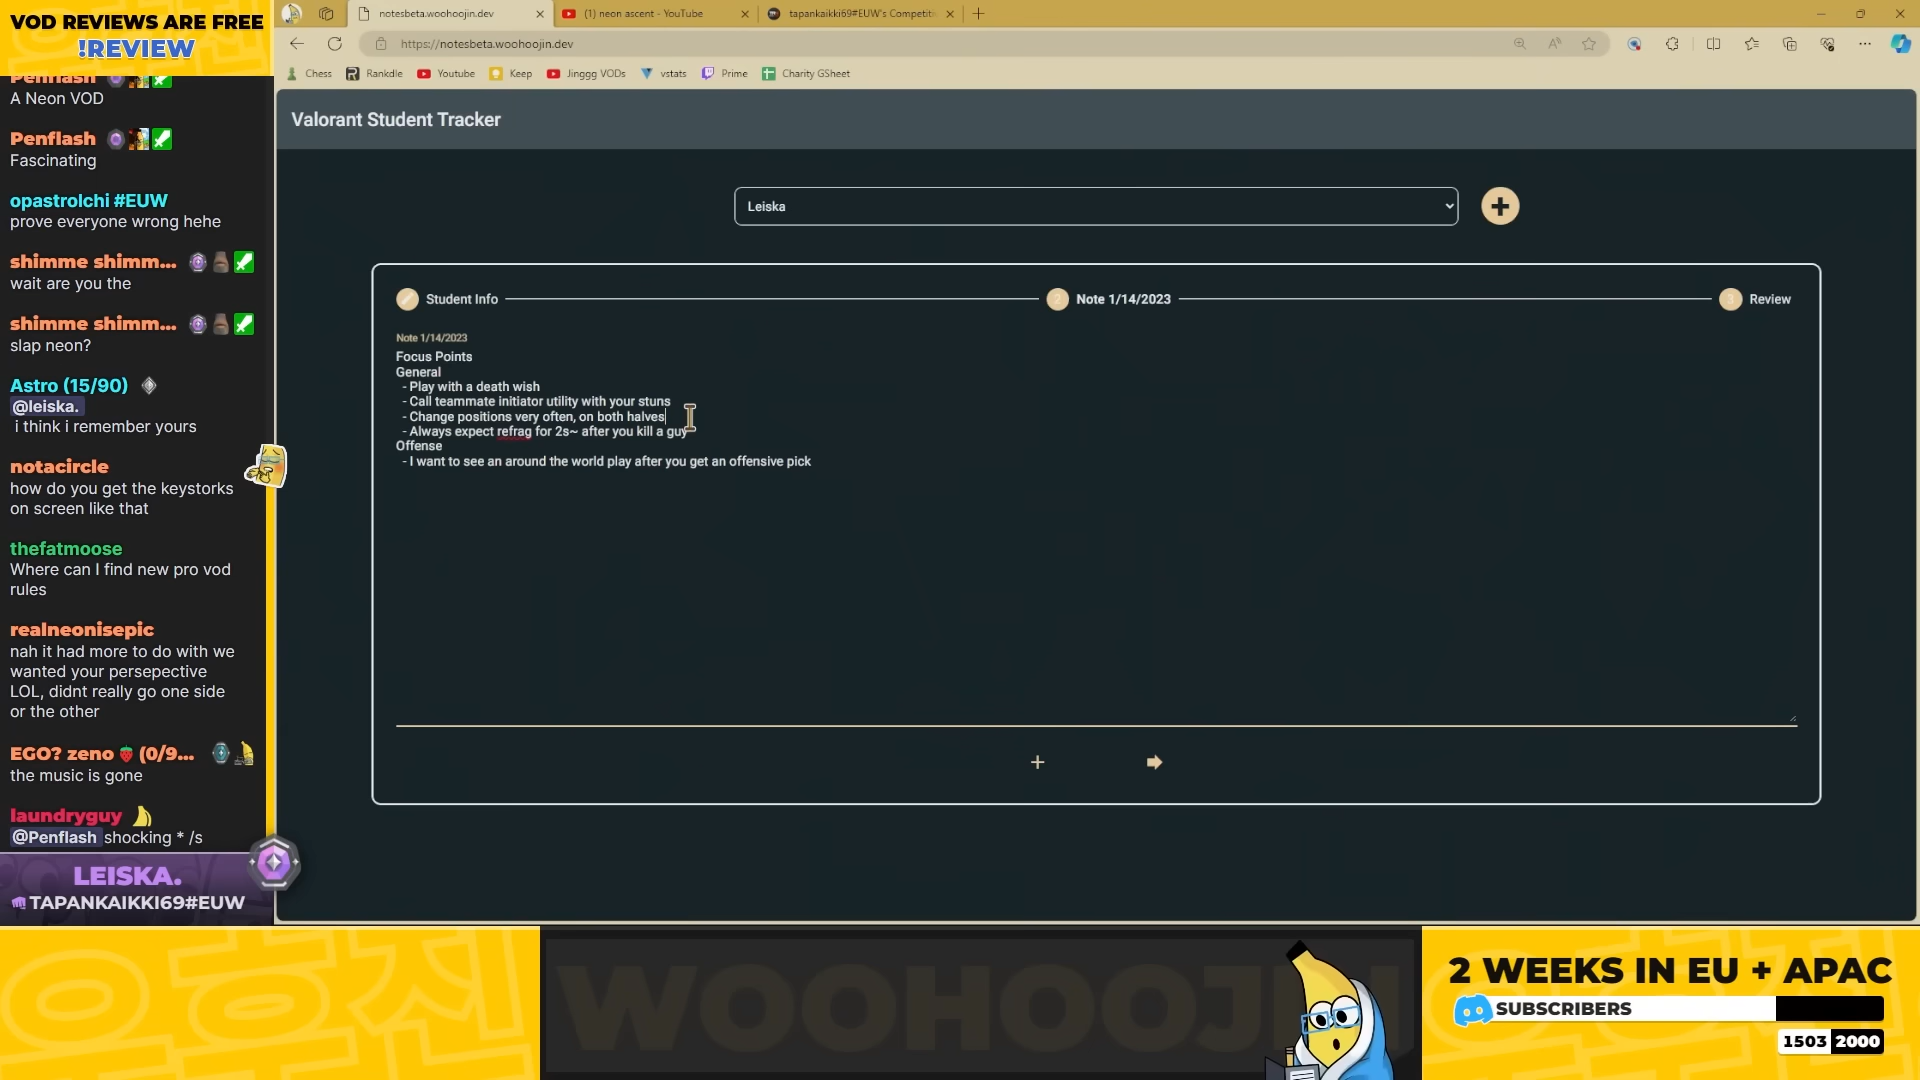 VOD REVIEWS ARE FREE
!REVIEW
Penflash
A Neon VOD
Penflash
Fascinating
opastrolchi #EUW
prove everyone wrong hehe
shimme shimm...
wait are you the
shimme shimm...
slap neon?
Astro (15/90)
@leiska.
i think i remember yours
notacircle
how do you get the keystorks
on screen like that
thefatmoose
Where can I find new pro vod
rules
realneonisepic
nah it had more to do with we
wanted your persepective
LOL, didnt really go one side
or the other
EGO? zeno (0/9...
the music is gone
laundryguy
@Penflash shocking * /s
LEISKA.
TAPANKAIKKI69#EUW
notesbeta.woohoojin.dev
(1) neon ascent - YouTube
tapankaikki69#EUW's Competiti
https://notesbeta.woohoojin.dev
Chess
Rankdle
Youtube
Keep
Jinggg VODs
vstats
Prime
Charity GSheet
Valorant Student Tracker
Leiska
Student Info
2
Note 1/14/2023
3
Review
Note 1/14/2023
Focus Points
General
- Play with a death wish
- Call teammate initiator utility with your stuns
- Change positions very often, on both halves
- Always expect refrag for 2s~ after you kill a guy
Offense
- I want to see an around the world play after you get an offensive pick
우후진
WOOHOOJIN
2 WEEKS IN EU + APAC
SUBSCRIBERS
1503 2000